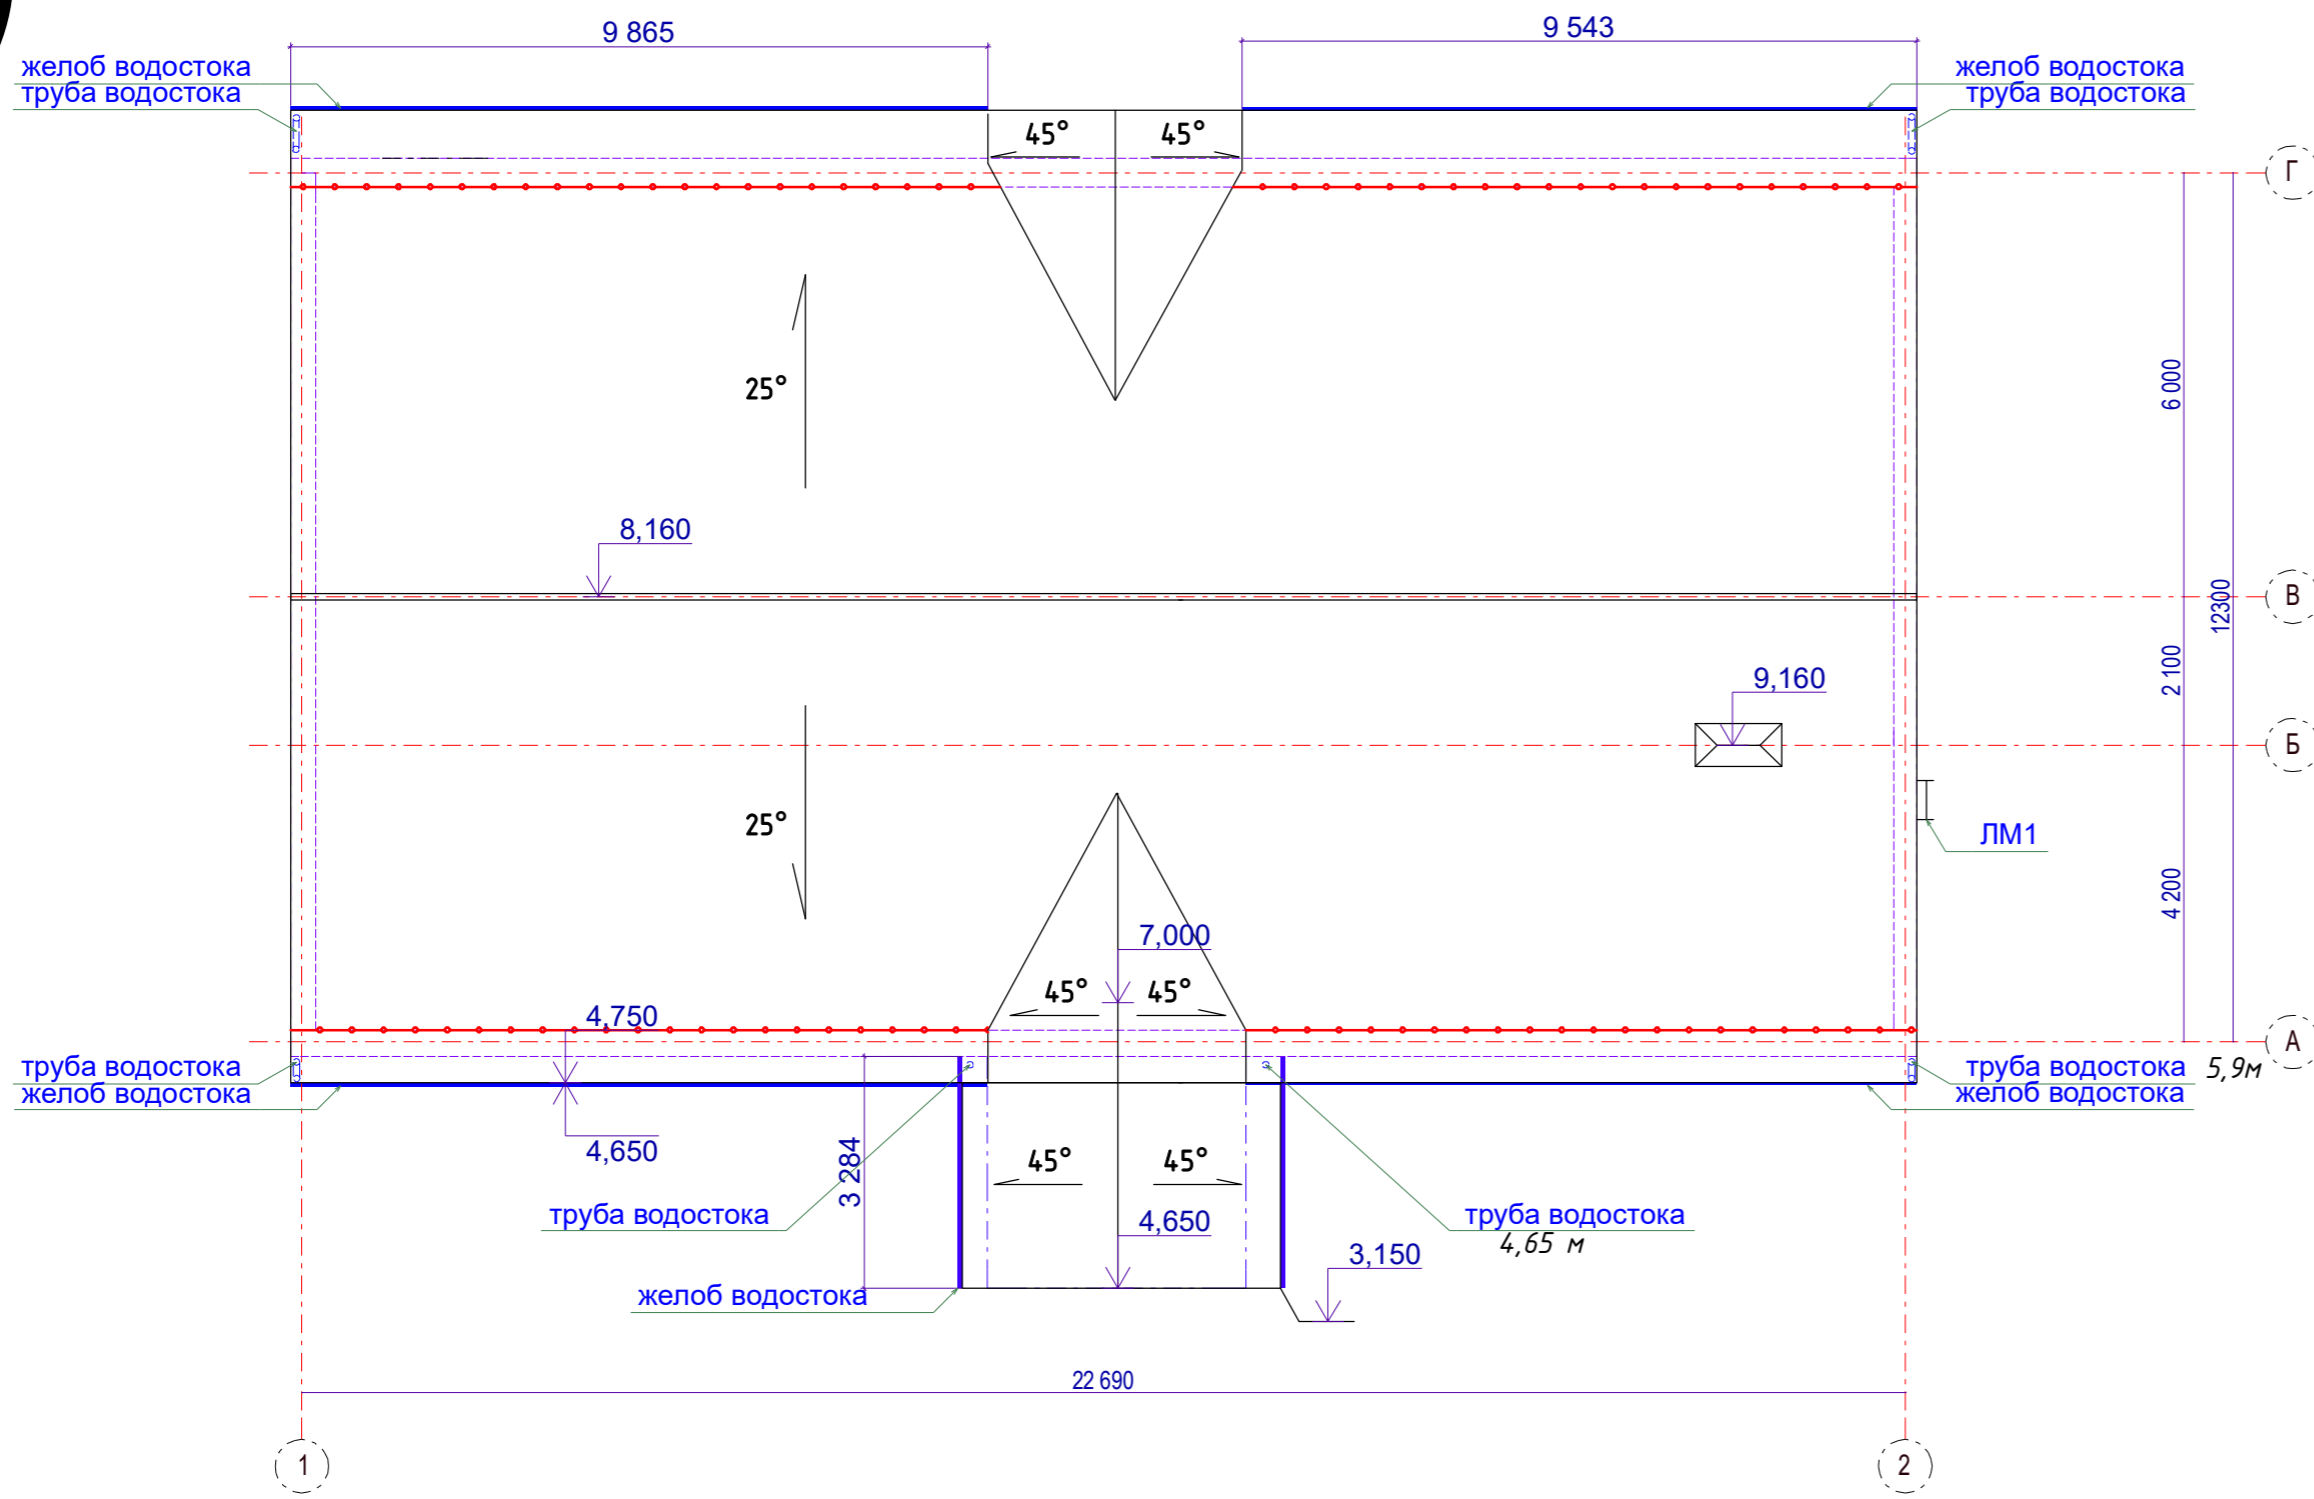 9 865
9 543
желоб водостока
труба водостока
желоб водостока
труба водостока
45°
45°
Г
25°
6 000
8,160
В
12300
2 100
9,160
Б
25°
ЛМ1
4 200
7,000
45°
45°
4,750
А
труба водостока
желоб водостока
труба водостока
5,9м
желоб водостока
4,650
3 284
45°
45°
труба водостока
4,650
труба водостока
4,65 м
3,150
желоб водостока
22 690
1
2